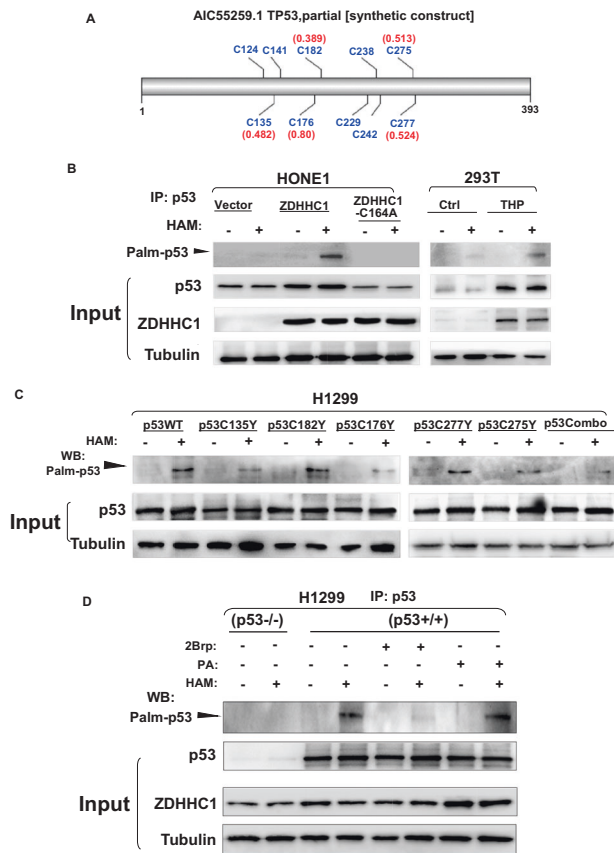 A
AIC55259.1 TP53,partial [synthetic construct]
(0.389) (0.513)
C124 C141 C182 C238 C275
1 393
C135 C176 C229 C277
(0.482) (0.80) C242 (0.524)
B
HONE1 293T
IP: p53 Vector ZDHHC1 ZDHHC1 -C164A Ctrl THP
HAM: - + - + - + - + - +
Palm-p53
Input
p53
ZDHHC1
Tubulin
C
H1299
p53WT p53C135Y p53C182Y p53C176Y p53C277Y p53C275Y p53Combo
HAM: - + - + - + - + - + - + - +
WB:
Palm-p53
Input
p53
Tubulin
D
H1299 IP: p53
(p53-/-) (p53+/+)
2Brp: - - - - + + - -
PA: - - - - - - + +
HAM: - + - + - + - +
WB:
Palm-p53
Input
p53
ZDHHC1
Tubulin